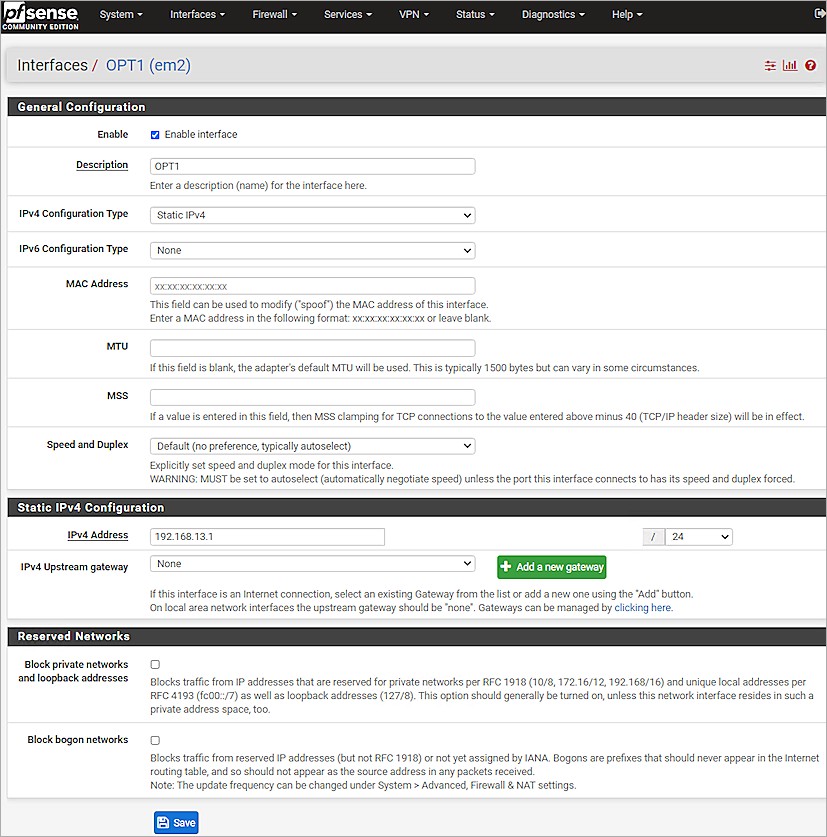 pfsense
COMMUNITY EDITION
System Interfaces Firewall Services VPN Status Diagnostics Help
Interfaces / OPT1 (em2)
General Configuration
Enable Enable interface
Description OPT1
Enter a description (name) for the interface here.
IPv4 Configuration Type Static IPv4
IPv6 Configuration Type None
MAC Address xx:xx:xx:xx:xx:xx
This field can be used to modify ("spoof") the MAC address of this interface.
Enter a MAC address in the following format: xx:xx:xx:xx:xx:xx or leave blank.
MTU
If this field is blank, the adapter's default MTU will be used. This is typically 1500 bytes but can vary in some circumstances.
MSS
If a value is entered in this field, then MSS clamping for TCP connections to the value entered above minus 40 (TCP/IP header size) will be in effect.
Speed and Duplex Default (no preference, typically autoselect)
Explicitly set speed and duplex mode for this interface.
WARNING: MUST be set to autoselect (automatically negotiate speed) unless the port this interface connects to has its speed and duplex forced.
Static IPv4 Configuration
IPv4 Address 192.168.13.1 / 24
IPv4 Upstream gateway None Add a new gateway
If this interface is an Internet connection, select an existing Gateway from the list or add a new one using the "Add" button.
On local area network interfaces the upstream gateway should be "none". Gateways can be managed by clicking here.
Reserved Networks
Block private networks
and loopback addresses
Blocks traffic from IP addresses that are reserved for private networks per RFC 1918 (10/8, 172.16/12, 192.168/16) and unique local addresses per
RFC 4193 (fc00::/7) as well as loopback addresses (127/8). This option should generally be turned on, unless this network interface resides in such a
private address space, too.
Block bogon networks
Blocks traffic from reserved IP addresses (but not RFC 1918) or not yet assigned by IANA. Bogons are prefixes that should never appear in the Internet
routing table, and so should not appear as the source address in any packets received.
Note: The update frequency can be changed under System > Advanced, Firewall & NAT settings.
Save